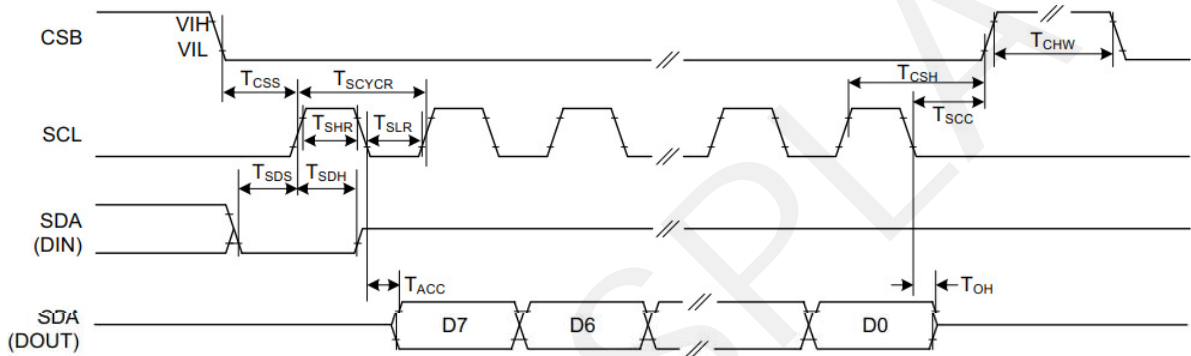 CSB
VIH
VIL
TCHW
TCSS
TSCYCR
TCSH
TSCC
SCL
TSHR
TSLR
TSDS
TSDH
SDA
(DIN)
TACC
TOH
SDA
(DOUT)
D7
D6
D0
SPLA